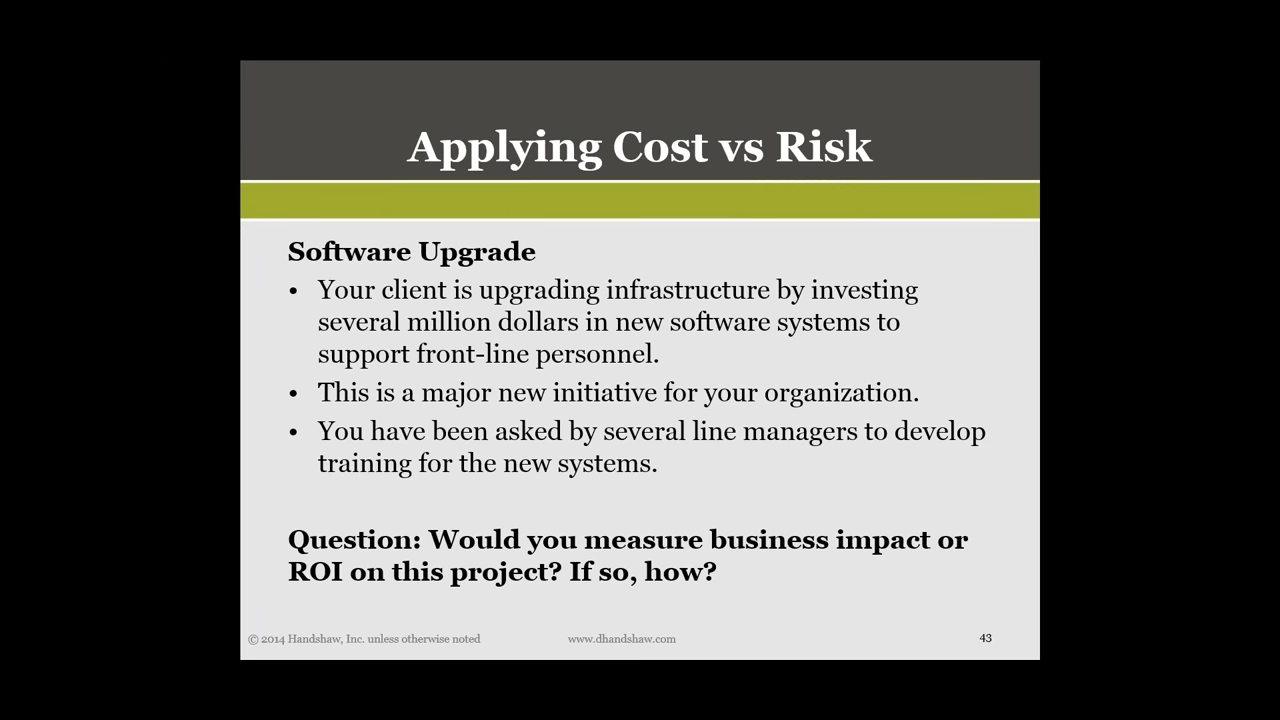 Applying Cost vs Risk
Software Upgrade
• Your client is upgrading infrastructure by investing
several million dollars in new software systems to
support front-line personnel.
• This is a major new initiative for your organization.
• You have been asked by several line managers to develop
training for the new systems.
Question: Would you measure business impact or
ROI on this project? If so, how?
© 2014 Handshaw, Inc. unless otherwise noted
www.dhandshaw.com
43